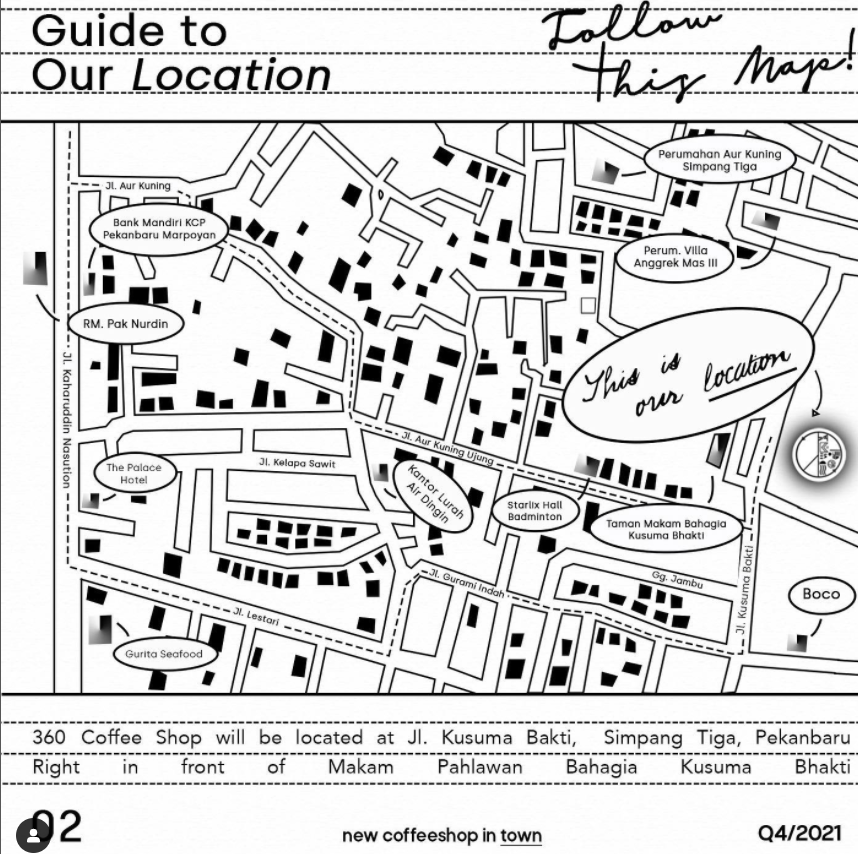 Guide to
Our Location
Follow
this Map!
Perumahan Aur Kuning
Simpang Tiga
Jl. Aur Kuning
Bank Mandiri KCP
Pekanbaru Marpoyan
Perum. Villa
Anggrek Mas III
RM. Pak Nurdin
This is
our location
Jl. Kaharuddin Nasution
Jl. Aur Kuning Ujung
Jl. Kelapa Sawit
The Palace
Hotel
Kantor Lurah
Air Dingin
Starlix Hall
Badminton
Taman Makam Bahagia
Kusuma Bhakti
Jl. Gurami Indah
Gg. Jambu
Jl. Kusuma Bakti
Boco
Jl. Lestari
Gurita Seafood
360 Coffee Shop will be located at Jl. Kusuma Bakti, Simpang Tiga, Pekanbaru
Right in front of Makam Pahlawan Bahagia Kusuma Bhakti
02
new coffeeshop in town
Q4/2021